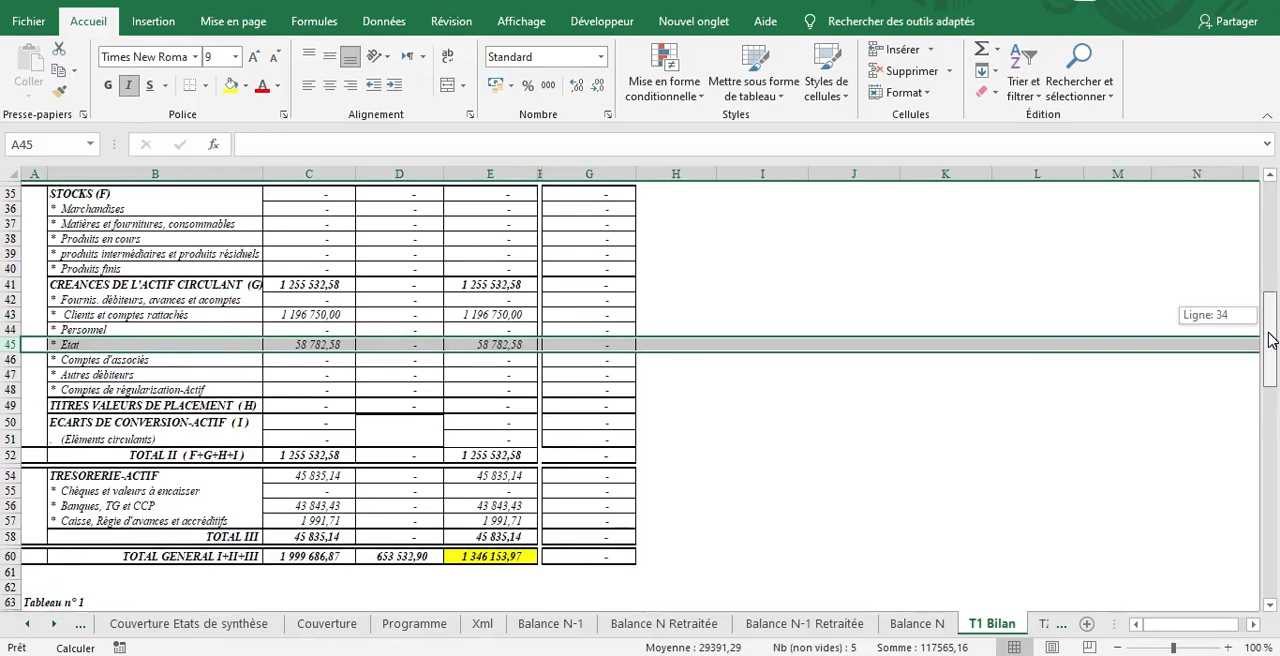 Fichier Accueil Insertion Mise en page Formules Données Révision Affichage Développeur Nouvel onglet Aide Rechercher des outils adaptés Partager
Coller
Times New Roma 9
G I S
ab
Standard
% 000
Mise en forme conditionnelle
Mettre sous forme de tableau
Styles de cellules
Insérer
Supprimer
Format
Trier et filtrer
Rechercher et sélectionner
Presse-papiers Police Alignement Nombre Styles Cellules Édition
A45 fx
A B C D E F G H I J K L M N
35 STOCKS (F) - - - -
36 * Marchandises - - - -
37 * Matières et fournitures, consommables - - - -
38 * Produits en cours - - - -
39 * produits intermédiaires et produits résiduels - - - -
40 * Produits finis - - - -
41 CREANCES DE L'ACTIF CIRCULANT (G) 1 255 532,58 - 1 255 532,58 -
42 * Fournis. débiteurs, avances et acomptes - - - -
43 * Clients et comptes rattachés 1 196 750,00 - 1 196 750,00 -
Ligne: 34
44 * Personnel - - - -
45 * Etat 58 782,58 - 58 782,58 -
46 * Comptes d'associés - - - -
47 * Autres débiteurs - - - -
48 * Comptes de régularisation-Actif - - - -
49 TITRES VALEURS DE PLACEMENT ( H) - - - -
50 ECARTS DE CONVERSION-ACTIF ( I ) - - -
51 . (Eléments circulants) - - -
52 TOTAL II ( F+G+H+I ) 1 255 532,58 - 1 255 532,58 -
54 TRESORERIE-ACTIF 45 835,14 - 45 835,14 -
55 * Chèques et valeurs à encaisser - - - -
56 * Banques, TG et CCP 43 843,43 - 43 843,43 -
57 * Caisse, Régie d'avances et accréditifs 1 991,71 - 1 991,71 -
58 TOTAL III 45 835,14 - 45 835,14 -
60 TOTAL GENERAL I+II+III 1 999 686,87 653 532,90 1 346 153,97 -
61
62
63 Tableau n° 1
... Couverture Etats de synthèse Couverture Programme Xml Balance N-1 Balance N Retraitée Balance N-1 Retraitée Balance N T1 Bilan T2 ...
Prêt Calculer Moyenne : 29391,29 Nb (non vides) : 5 Somme : 117565,16 100 %